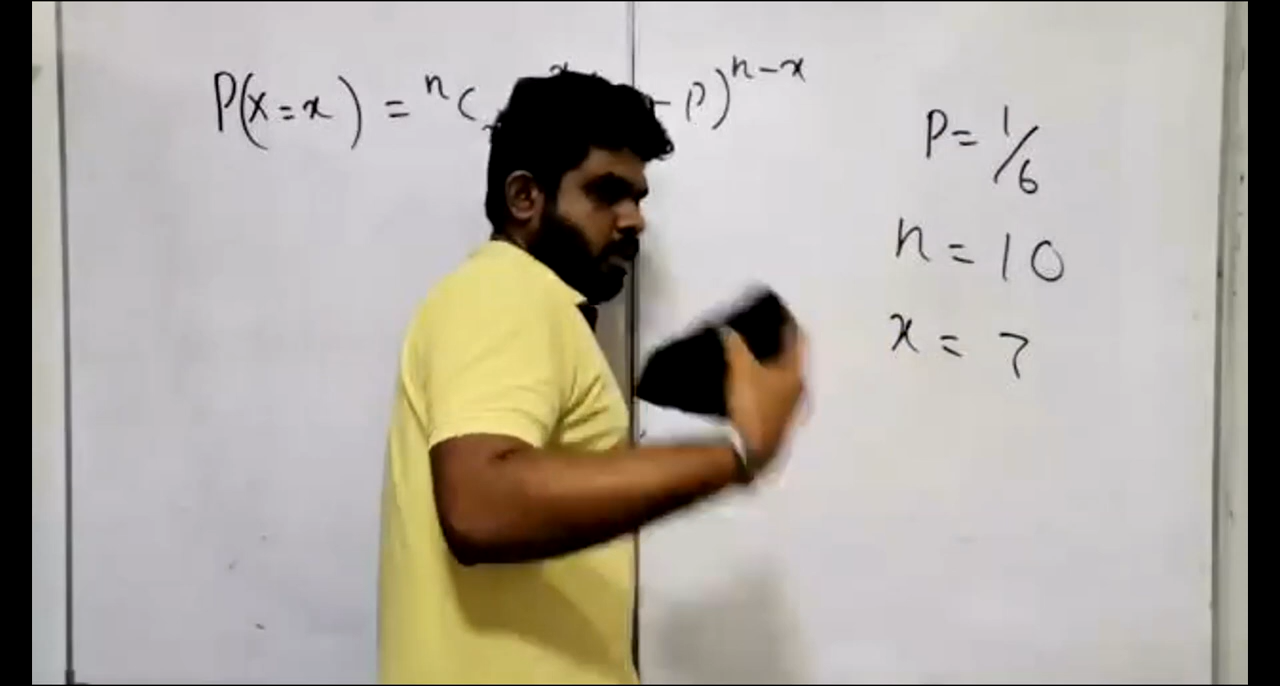 P(X=x) = ⁿC - P)ⁿ⁻ˣ
P = 1/6
n = 10
x = 7